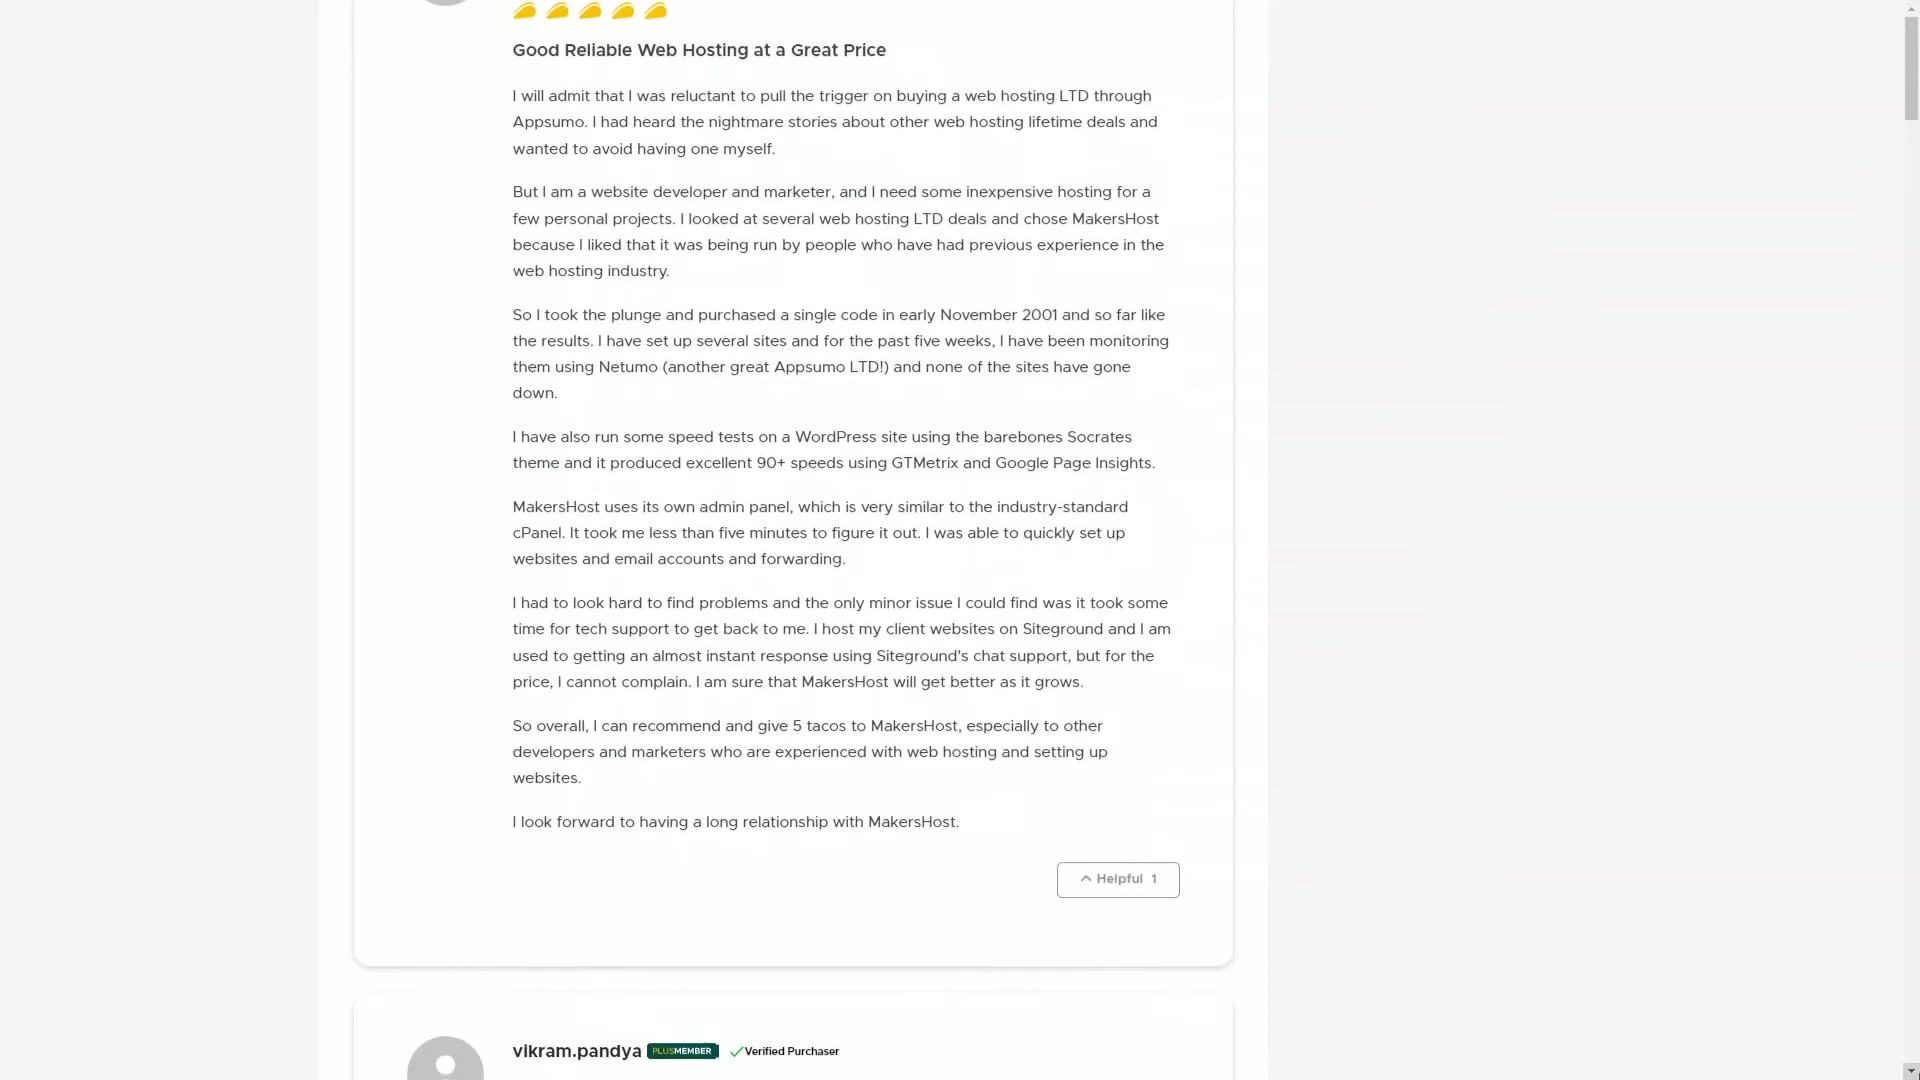 Good Reliable Web Hosting at a Great Price
I will admit that I was reluctant to pull the trigger on buying a web hosting LTD through
Appsumo. I had heard the nightmare stories about other web hosting lifetime deals and
wanted to avoid having one myself.
But I am a website developer and marketer, and I need some inexpensive hosting for a
few personal projects. I looked at several web hosting LTD deals and chose MakersHost
because I liked that it was being run by people who have had previous experience in the
web hosting industry.
So I took the plunge and purchased a single code in early November 2001 and so far like
the results. I have set up several sites and for the past five weeks, I have been monitoring
them using Netumo (another great Appsumo LTD!) and none of the sites have gone
down.
I have also run some speed tests on a WordPress site using the barebones Socrates
theme and it produced excellent 90+ speeds using GTMetrix and Google Page Insights.
MakersHost uses its own admin panel, which is very similar to the industry-standard
cPanel. It took me less than five minutes to figure it out. I was able to quickly set up
websites and email accounts and forwarding.
I had to look hard to find problems and the only minor issue I could find was it took some
time for tech support to get back to me. I host my client websites on Siteground and I am
used to getting an almost instant response using Siteground's chat support, but for the
price, I cannot complain. I am sure that MakersHost will get better as it grows.
So overall, I can recommend and give 5 tacos to MakersHost, especially to other
developers and marketers who are experienced with web hosting and setting up
websites.
I look forward to having a long relationship with MakersHost.
Helpful 1
vikram.pandya PLUSMEMBER Verified Purchaser